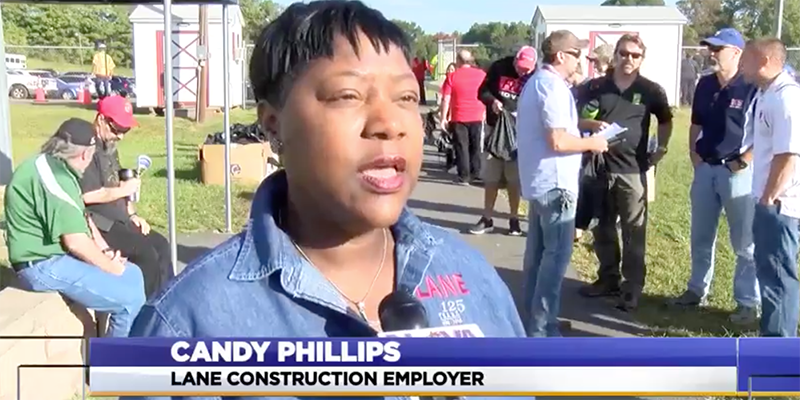 LANE
125
CANDY PHILLIPS
LANE CONSTRUCTION EMPLOYER